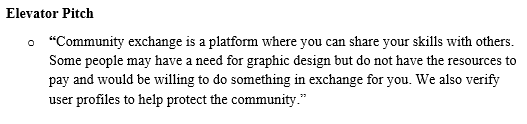 Elevator Pitch
o “Community exchange is a platform where you can share your skills with others.
Some people may have a need for graphic design but do not have the resources to
pay and would be willing to do something in exchange for you. We also verify
user profiles to help protect the community.”